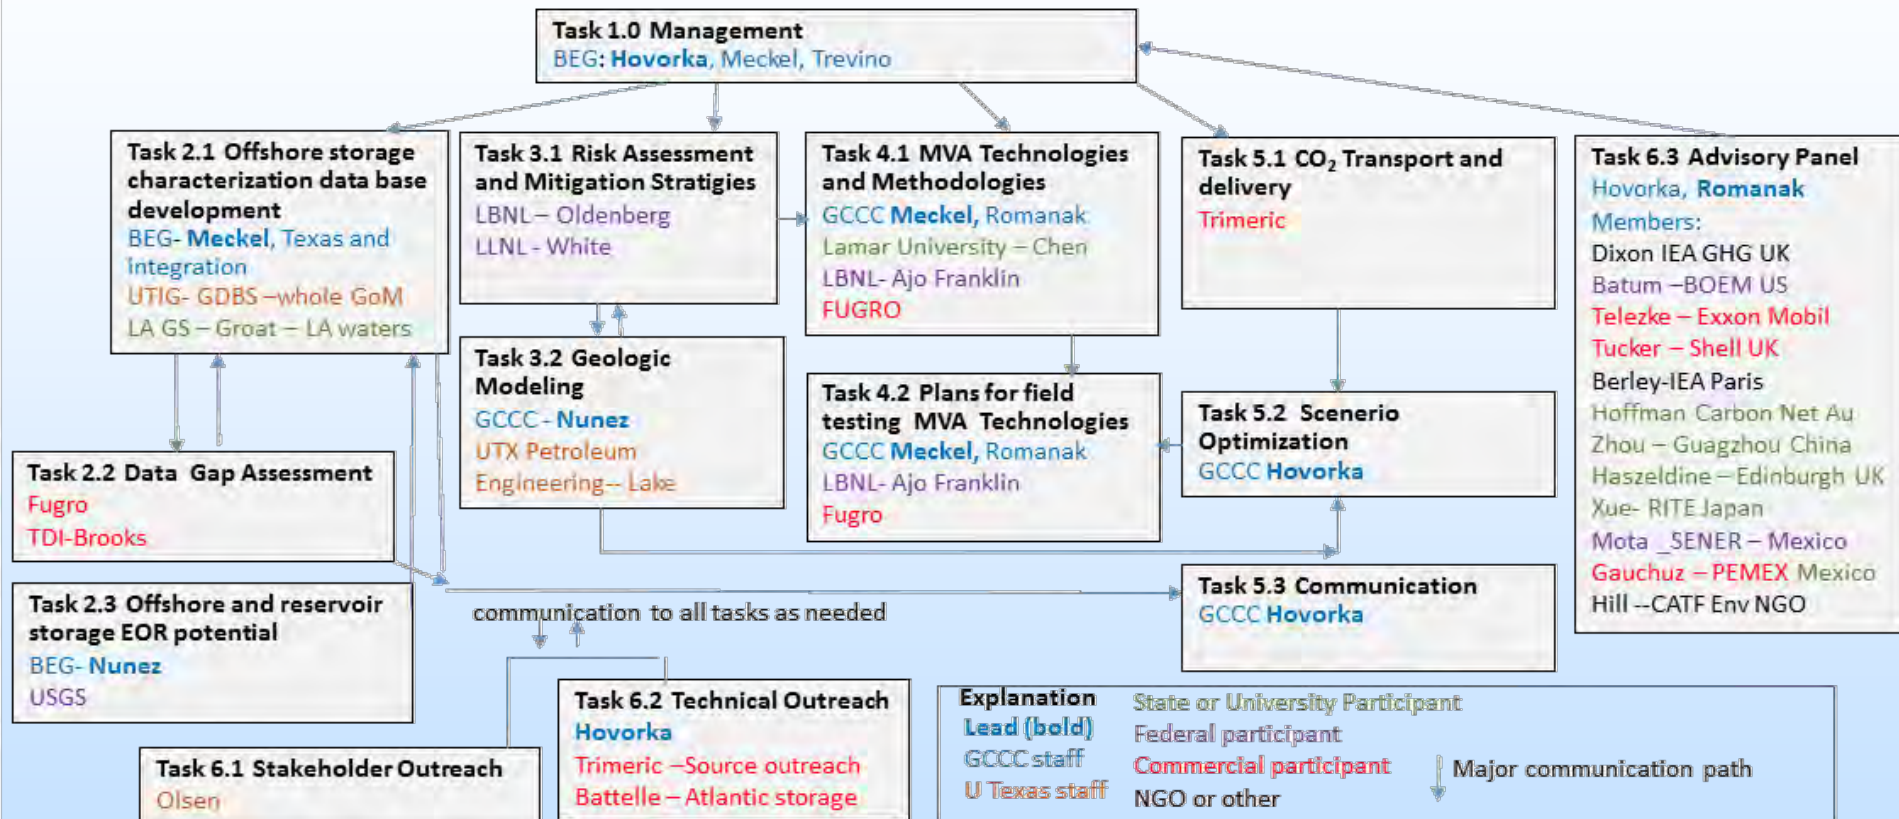 Task 1.0 Management
BEG: Hovorka, Meckel, Trevino
Task 2.1 Offshore storage
characterization data base
development
BEG- Meckel, Texas and
integration
UTIG- GDBS –whole GoM
LA GS – Groat – LA waters
Task 3.1 Risk Assessment
and Mitigation Stratigies
LBNL – Oldenberg
LLNL - White
Task 4.1 MVA Technologies
and Methodologies
GCCC Meckel, Romanak
Lamar University – Chen
LBNL- Ajo Franklin
FUGRO
Task 5.1 CO2 Transport and
delivery
Trimeric
Task 6.3 Advisory Panel
Hovorka, Romanak
Members:
Dixon IEA GHG UK
Batum –BOEM US
Telezke – Exxon Mobil
Tucker – Shell UK
Berley-IEA Paris
Hoffman Carbon Net Au
Zhou – Guagzhou China
Haszeldine – Edinburgh UK
Xue- RITE Japan
Mota _SENER – Mexico
Gauchuz – PEMEX Mexico
Hill --CATF Env NGO
Task 3.2 Geologic
Modeling
GCCC - Nunez
UTX Petroleum
Engineering– Lake
Task 4.2 Plans for field
testing MVA Technologies
GCCC Meckel, Romanak
LBNL- Ajo Franklin
Fugro
Task 5.2 Scenerio
Optimization
GCCC Hovorka
Task 2.2 Data Gap Assessment
Fugro
TDI-Brooks
Task 2.3 Offshore and reservoir
storage EOR potential
BEG- Nunez
USGS
communication to all tasks as needed
Task 5.3 Communication
GCCC Hovorka
Task 6.1 Stakeholder Outreach
Olsen
Task 6.2 Technical Outreach
Hovorka
Trimeric –Source outreach
Battelle – Atlantic storage
Explanation
Lead (bold)
GCCC staff
U Texas staff
State or University Participant
Federal participant
Commercial participant
NGO or other
Major communication path